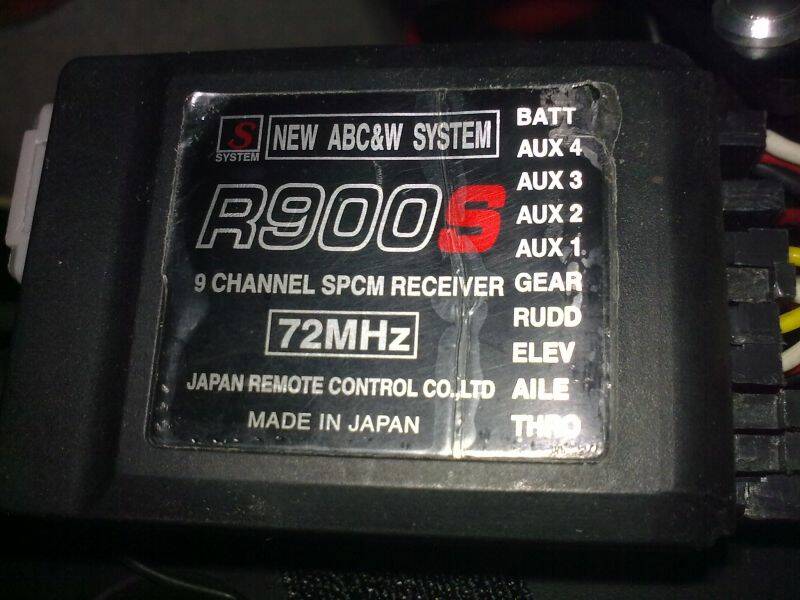 S
SYSTEM
NEW ABC&W SYSTEM
R900S
9 CHANNEL SPCM RECEIVER
72MHz
JAPAN REMOTE CONTROL CO.,LTD
MADE IN JAPAN
BATT
AUX 4
AUX 3
AUX 2
AUX 1
GEAR
RUDD
ELEV
AILE
THRO